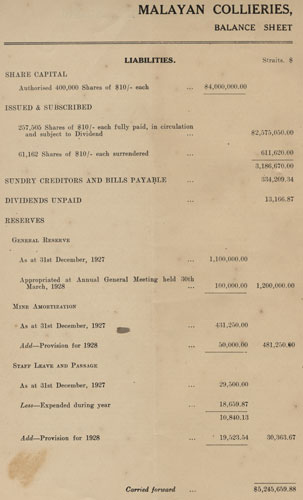 MALAYAN COLLIERIES,
BALANCE SHEET
LIABILITIES. Straits. $
SHARE CAPITAL
Authorised 400,000 Shares of $10/- each ... $4,000,000.00
ISSUED & SUBSCRIBED
257,505 Shares of $10/- each fully paid, in circulation
and subject to Dividend ... $2,575,050.00
61,162 Shares of $10/- each surrendered ... 611,620.00
3,186,670.00
SUNDRY CREDITORS AND BILLS PAYABLE ... 334,209.34
DIVIDENDS UNPAID ... 13,166.87
RESERVES
GENERAL RESERVE
As at 31st December, 1927 1,100,000.00
Appropriated at Annual General Meeting held 30th
March, 1928 ... 100,000.00 1,200,000.00
MINE AMORTIZATION
As at 31st December, 1927 ... 431,250.00
Add—Provision for 1928 ... 50,000.00 481,250.00
STAFF LEAVE AND PASSAGE
As at 31st December, 1927 ... 29,500.00
Less—Expended during year ... 18,659.87
10,840.13
Add—Provision for 1928 ... 19,523.54 30,363.67
Carried forward ... $5,245,659.88